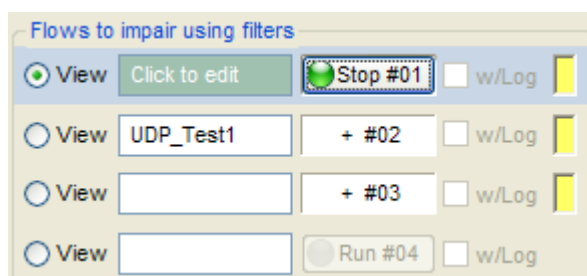 Flows to impair using filters
View Click to edit Stop #01 w/Log
View UDP_Test1 + #02 w/Log
View + #03 w/Log
View Run #04 w/Log